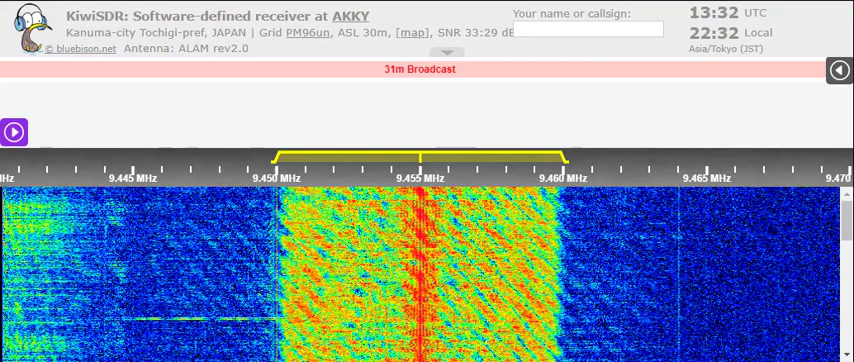 KiwiSDR: Software-defined receiver at AKKY
Kanuma-city Tochigi-pref, JAPAN | Grid PM96un, ASL 30m, [map], SNR 33:29 dB
© bluebison.net Antenna: ALAM rev2.0
Your name or callsign:
13:32 UTC
22:32 Local
Asia/Tokyo (JST)
31m Broadcast
MHz 9.445 MHz 9.450 MHz 9.455 MHz 9.460 MHz 9.465 MHz 9.470